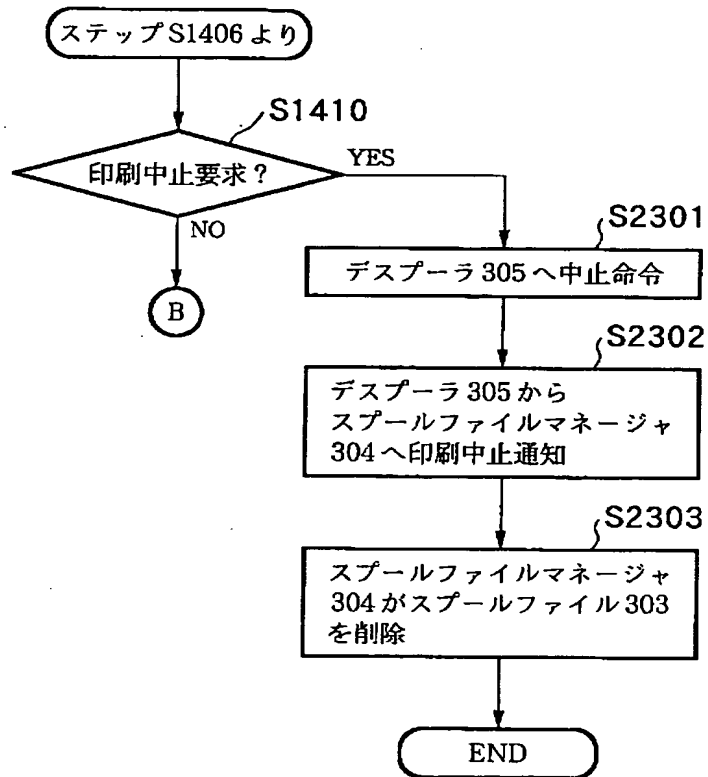 ステップS1406より
S1410
印刷中止要求?
YES
NO
B
S2301
デスプーラ305へ中止命令
S2302
デスプーラ305から
スプールファイルマネージャ
304へ印刷中止通知
S2303
スプールファイルマネージャ
304がスプールファイル303
を削除
END